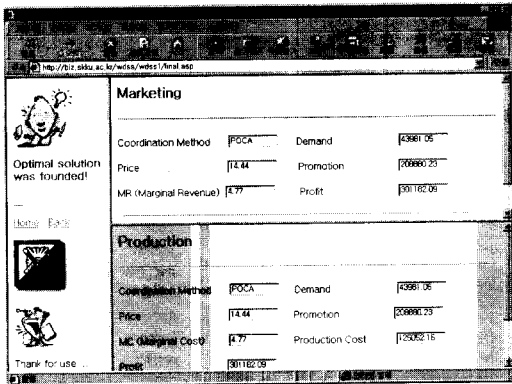 http://biz.skku.ac.kr/wdss/wdss1/final.asp
Optimal solution
was founded!
Home Back
Thank for use ..
Marketing
Coordination Method POCA Demand 43981.06
Price 14.44 Promotion 208880.23
MR (Marginal Revenue) 4.77 Profit 301182.09
Production
Coordination Method POCA Demand 43981.06
Price 14.44 Promotion 208880.23
MC (Marginal Cost) 4.77 Production Cost 125052.16
Profit 301182.09